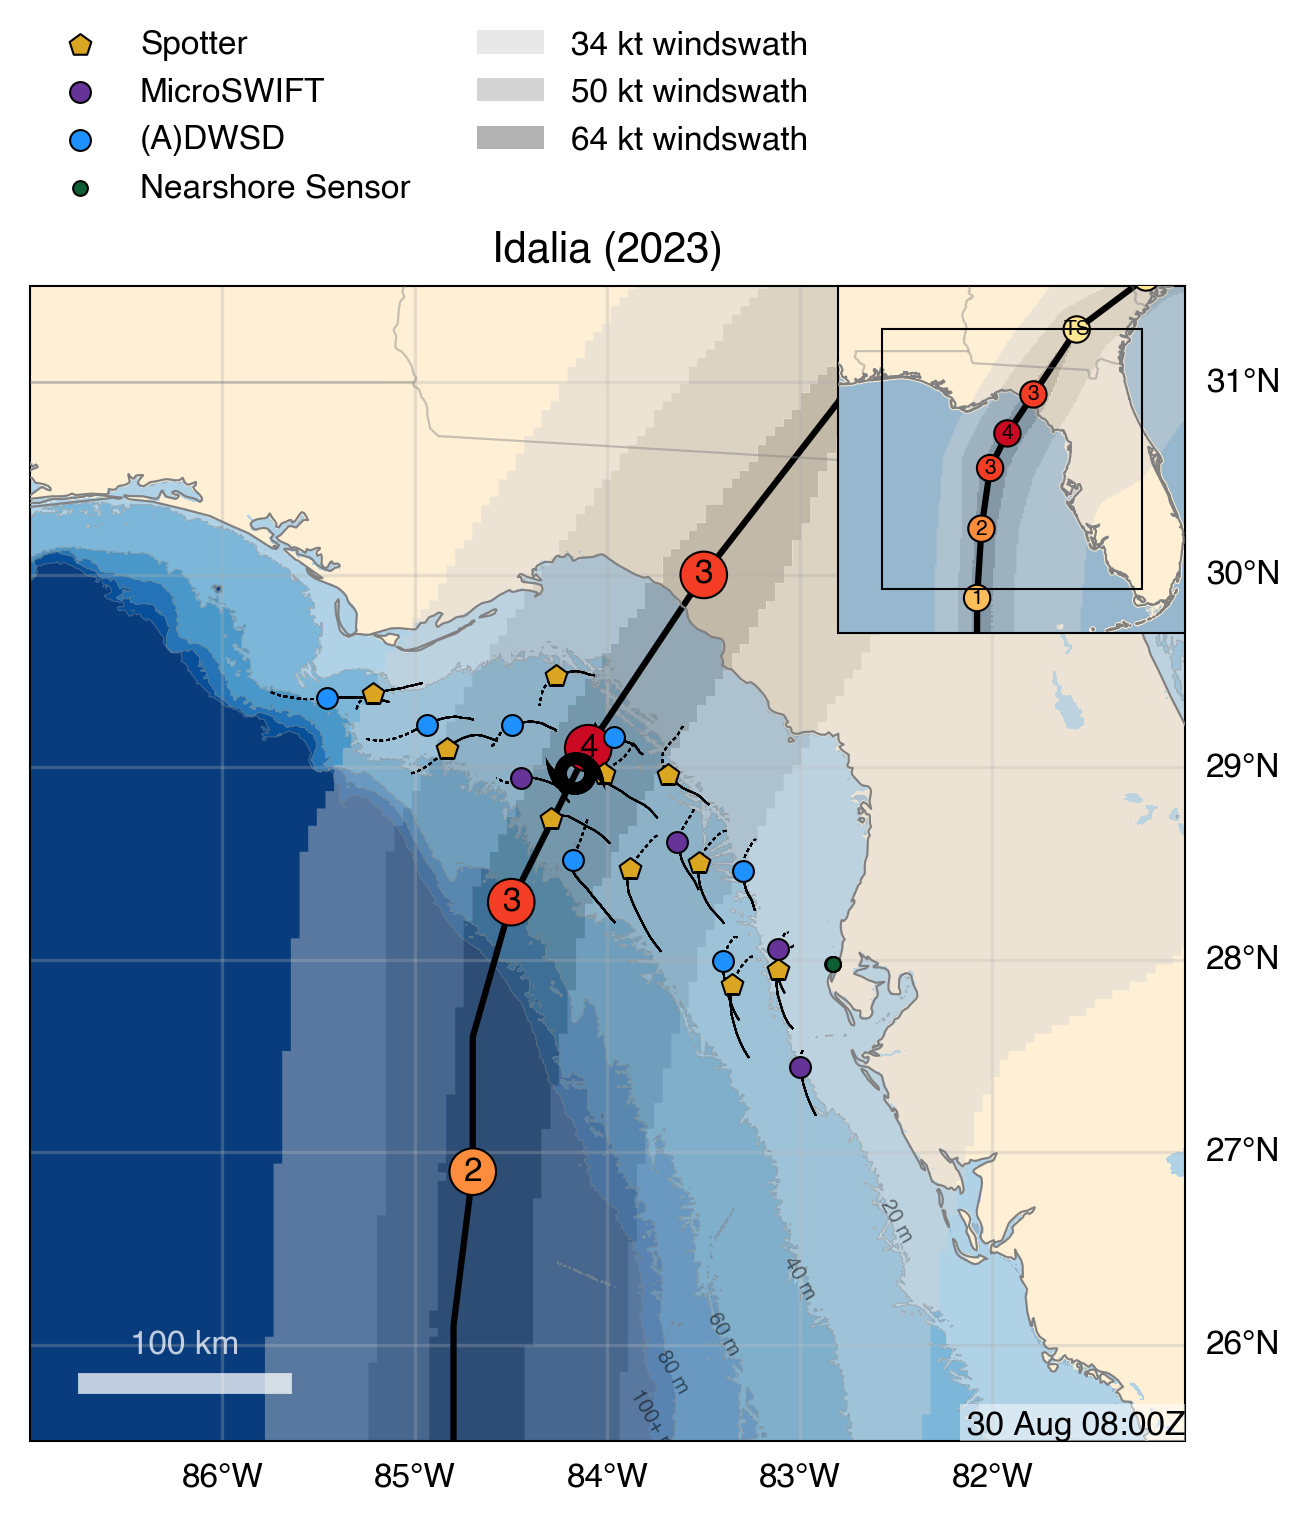 Spotter
MicroSWIFT
(A)DWSD
Nearshore Sensor
34 kt windswath
50 kt windswath
64 kt windswath
Idalia (2023)
TS
3
4
3
2
1
3
4
3
2
31°N
30°N
29°N
28°N
27°N
26°N
20 m
40 m
60 m
80 m
100+ m
100 km
30 Aug 08:00Z
86°W
85°W
84°W
83°W
82°W